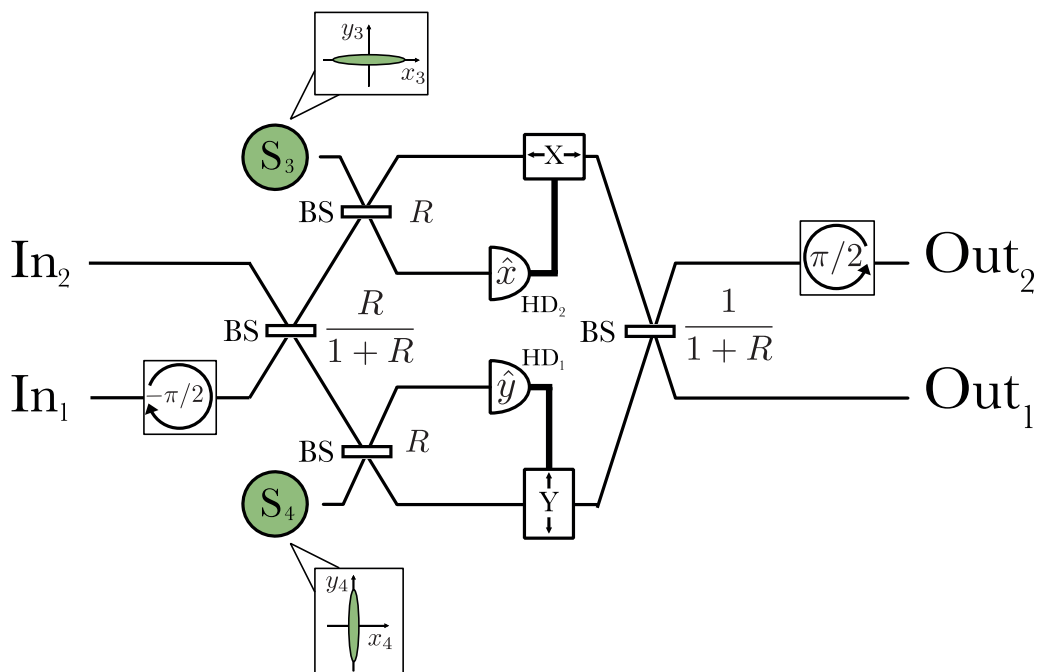 y₃
x₃
S₃
X
BS
R
In₂
x̂
HD₂
π/2
Out₂
BS
R/(1 + R)
BS
1/(1 + R)
HD₁
In₁
−π/2
ŷ
Out₁
BS
R
S₄
Y
y₄
x₄